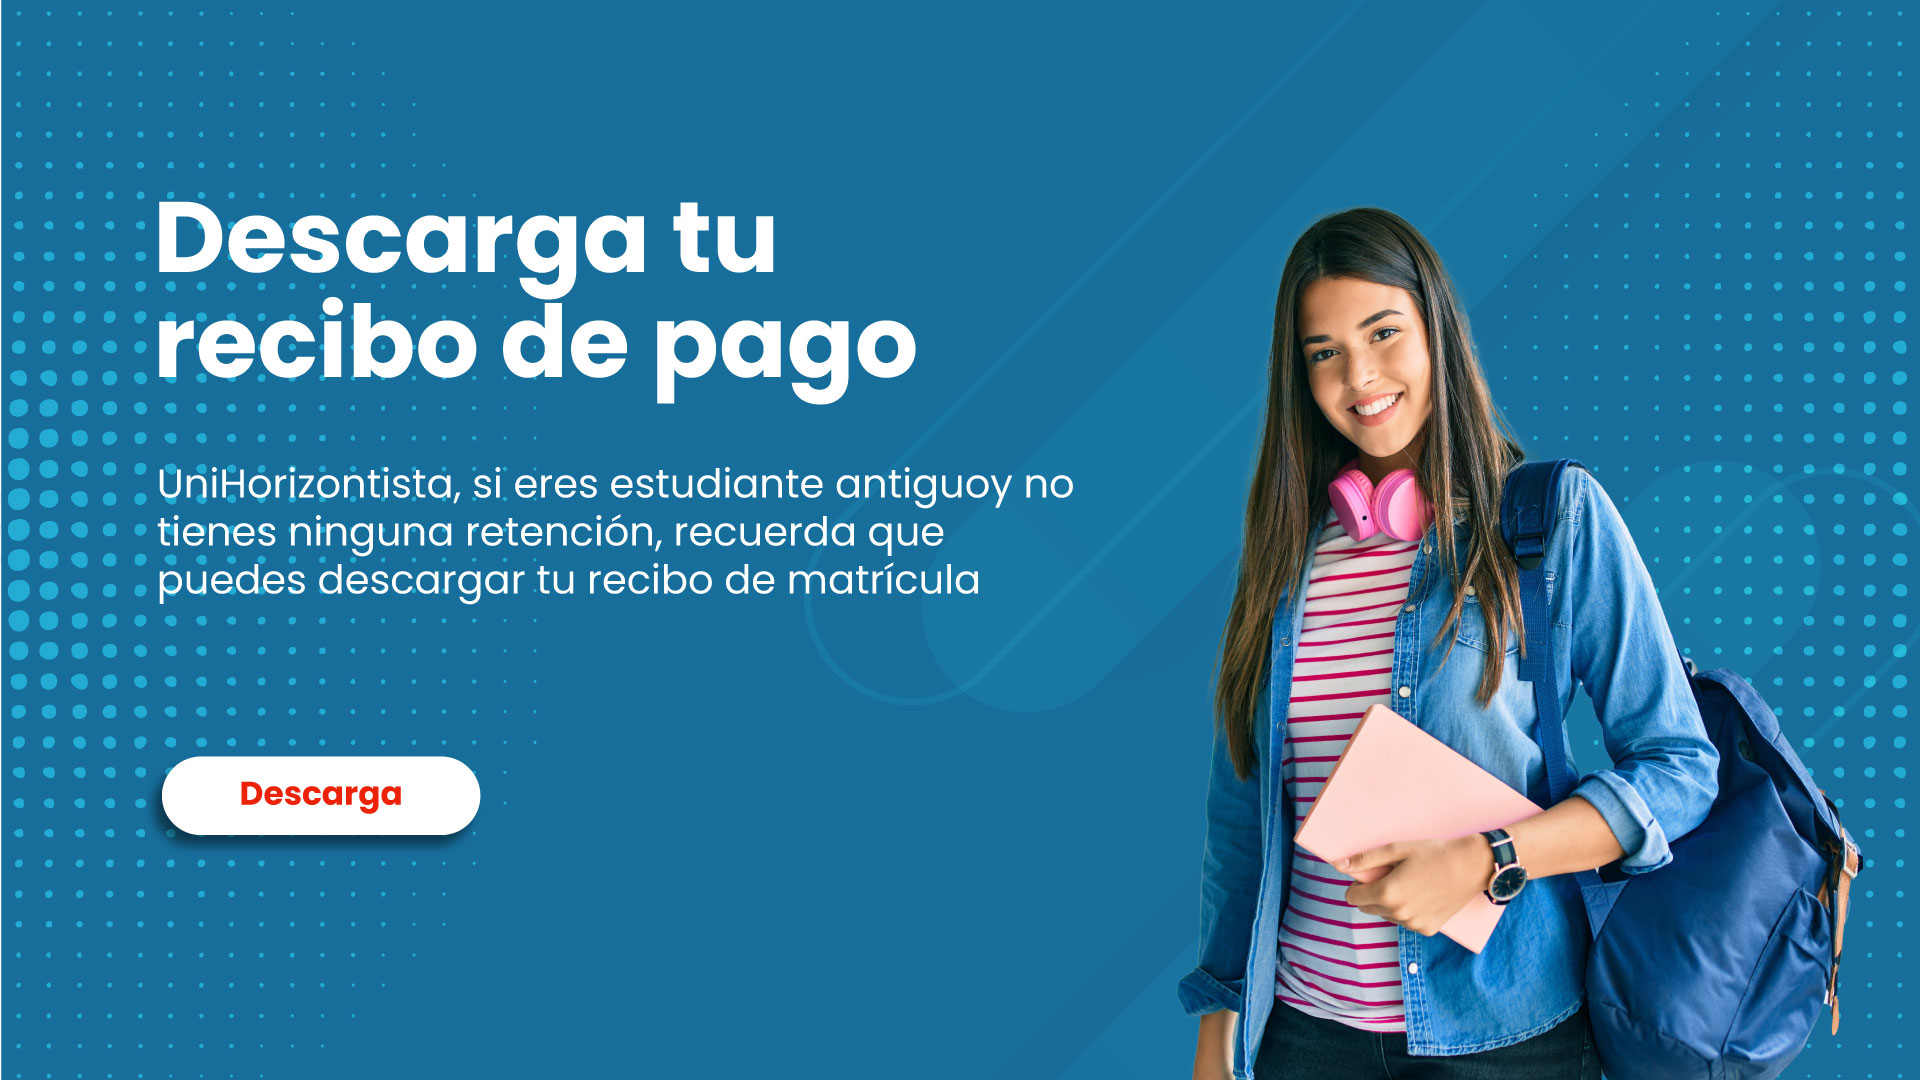 Descarga tu
recibo de pago
UniHorizontista, si eres estudiante antiguoy no
tienes ninguna retención, recuerda que
puedes descargar tu recibo de matrícula
Descarga